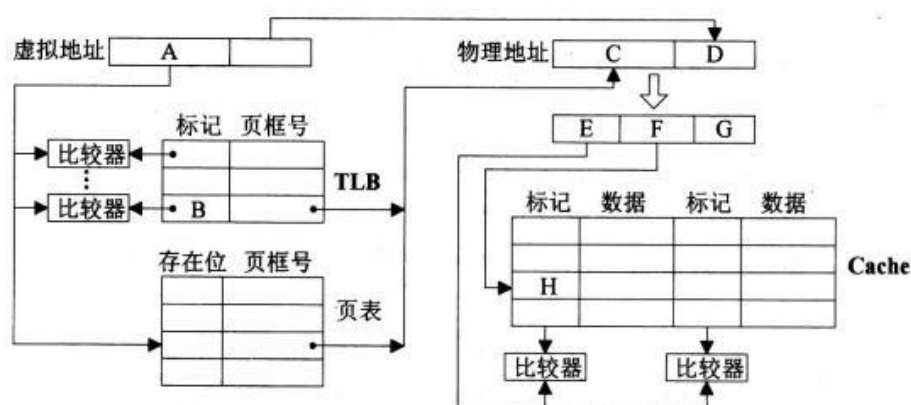 虚拟地址 A
物理地址 C D
E F G
标记 页框号
比较器
比较器 B
TLB
存在位 页框号
页表
标记 数据 标记 数据
H
Cache
比较器 比较器